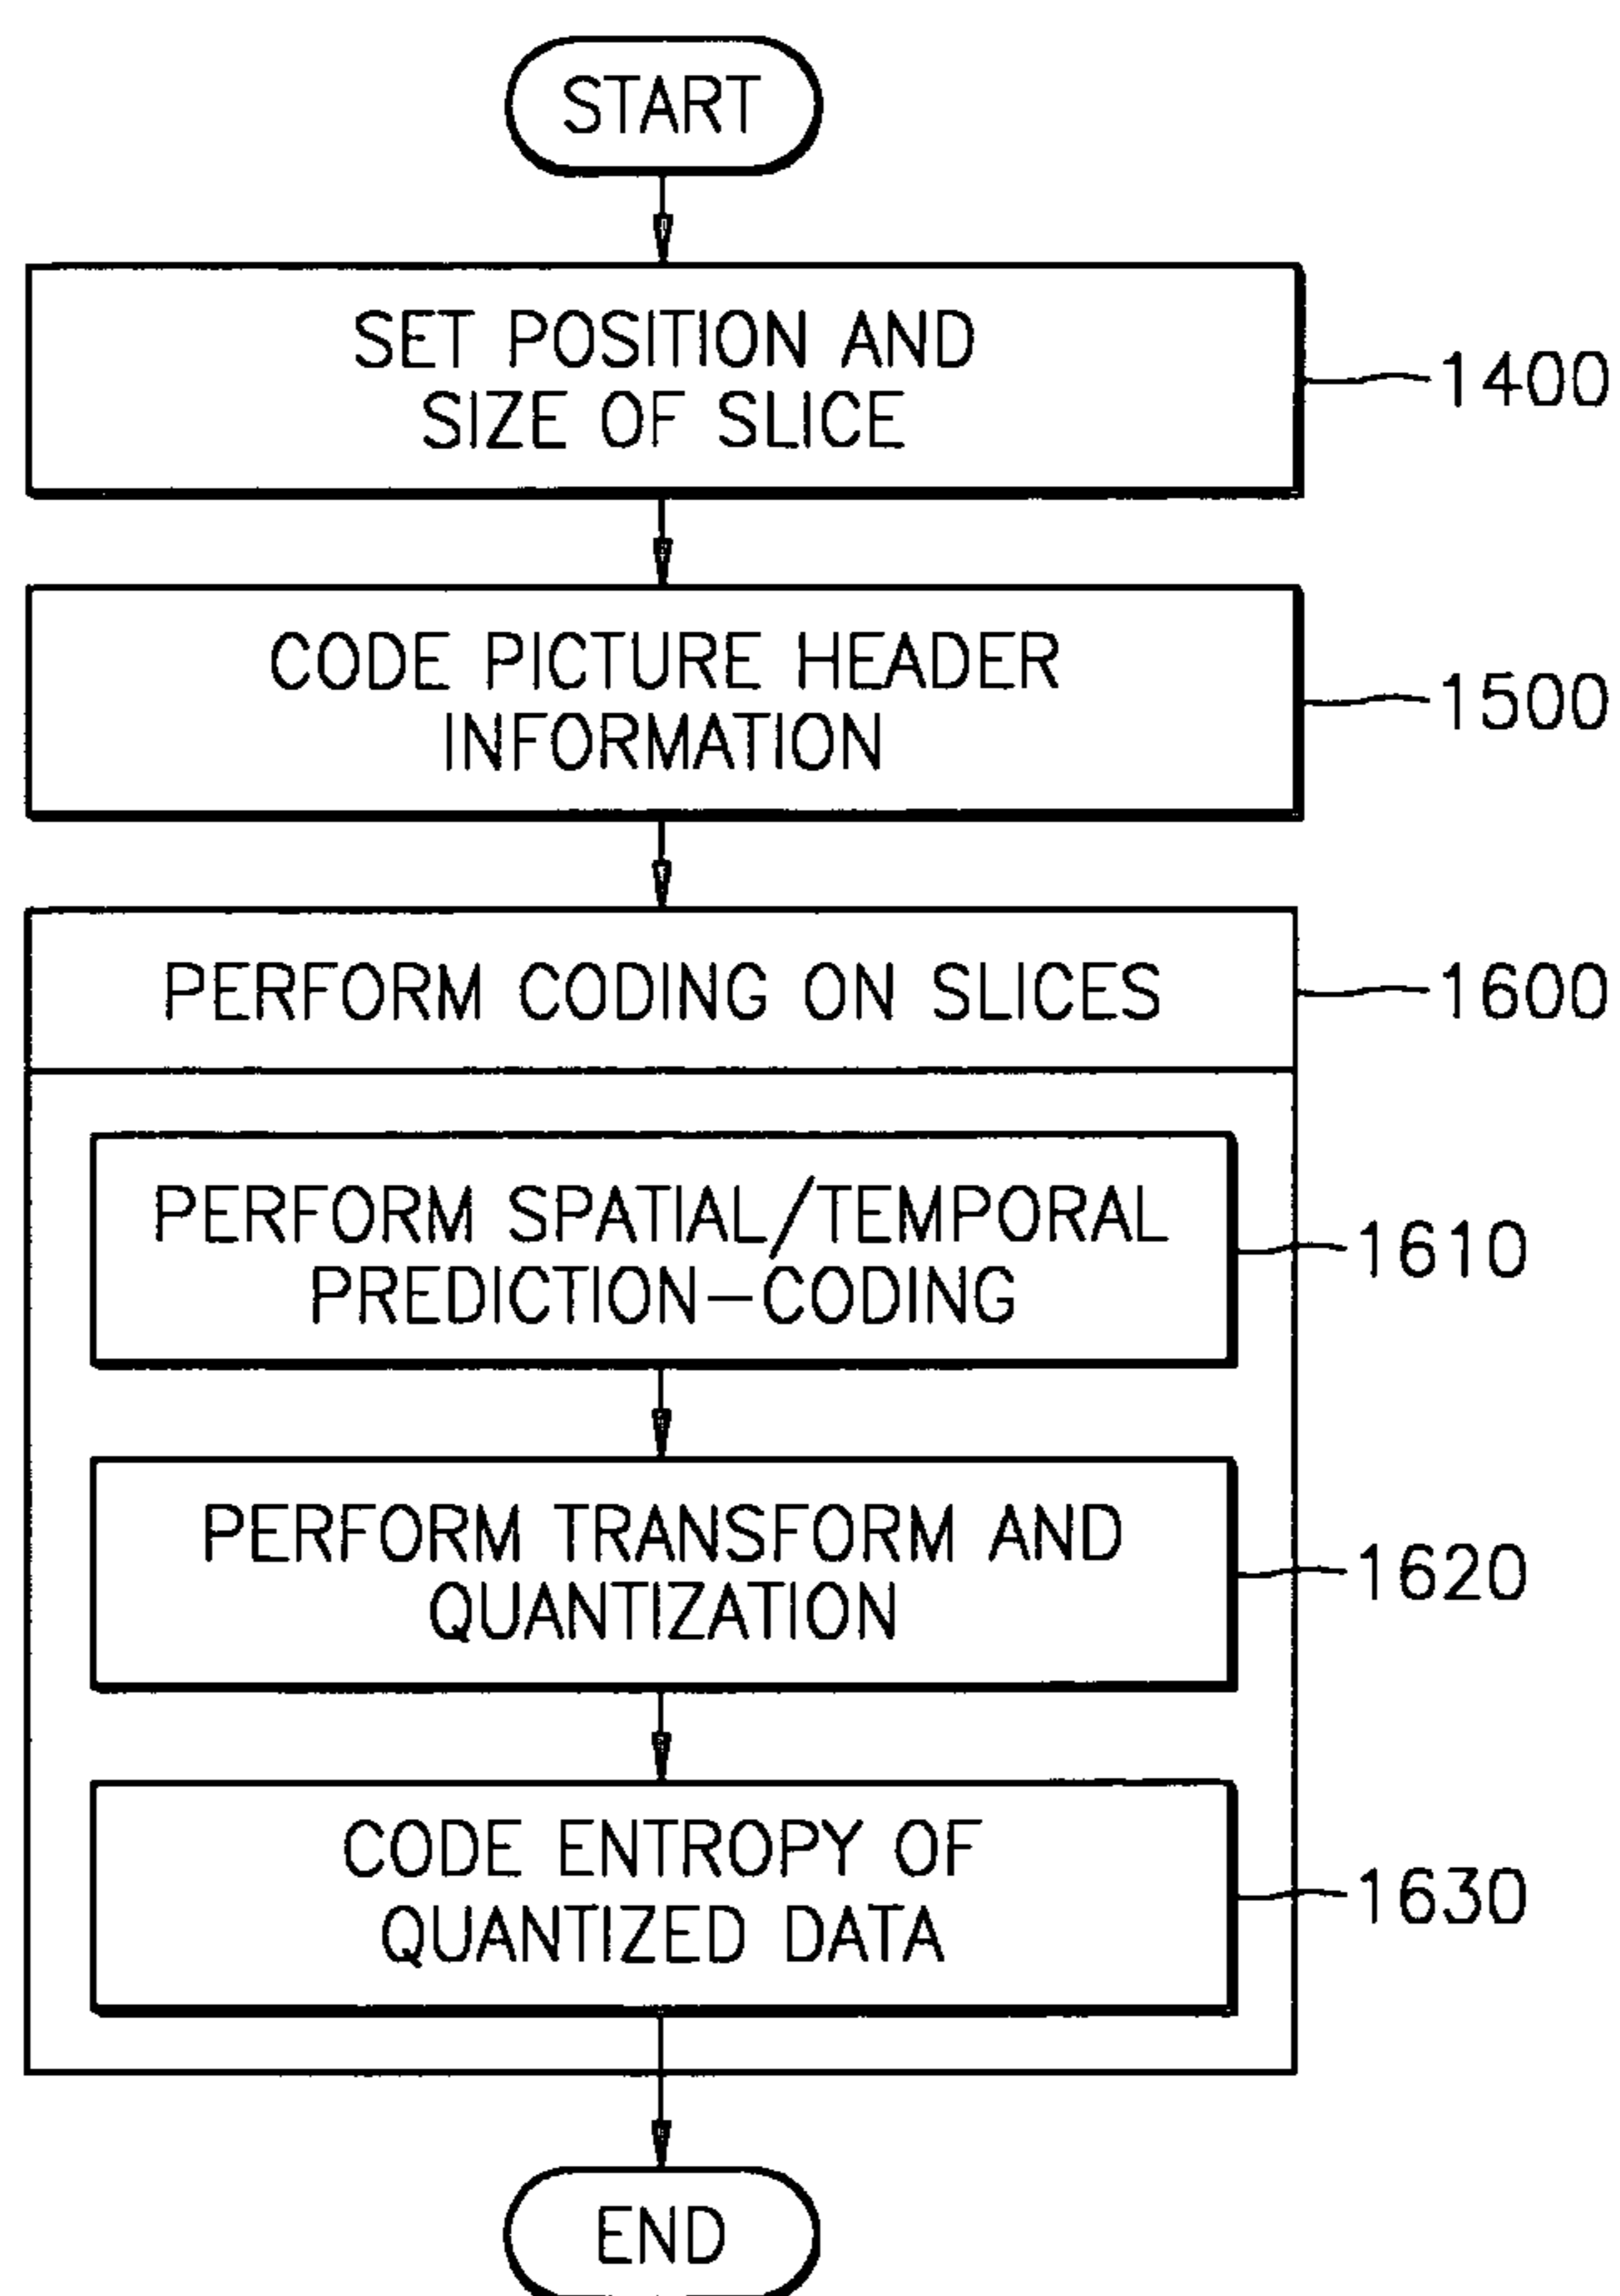 START
SET POSITION AND
SIZE OF SLICE
1400
CODE PICTURE HEADER
INFORMATION
1500
PERFORM CODING ON SLICES
1600
PERFORM SPATIAL/TEMPORAL
PREDICTION-CODING
1610
PERFORM TRANSFORM AND
QUANTIZATION
1620
CODE ENTROPY OF
QUANTIZED DATA
1630
END